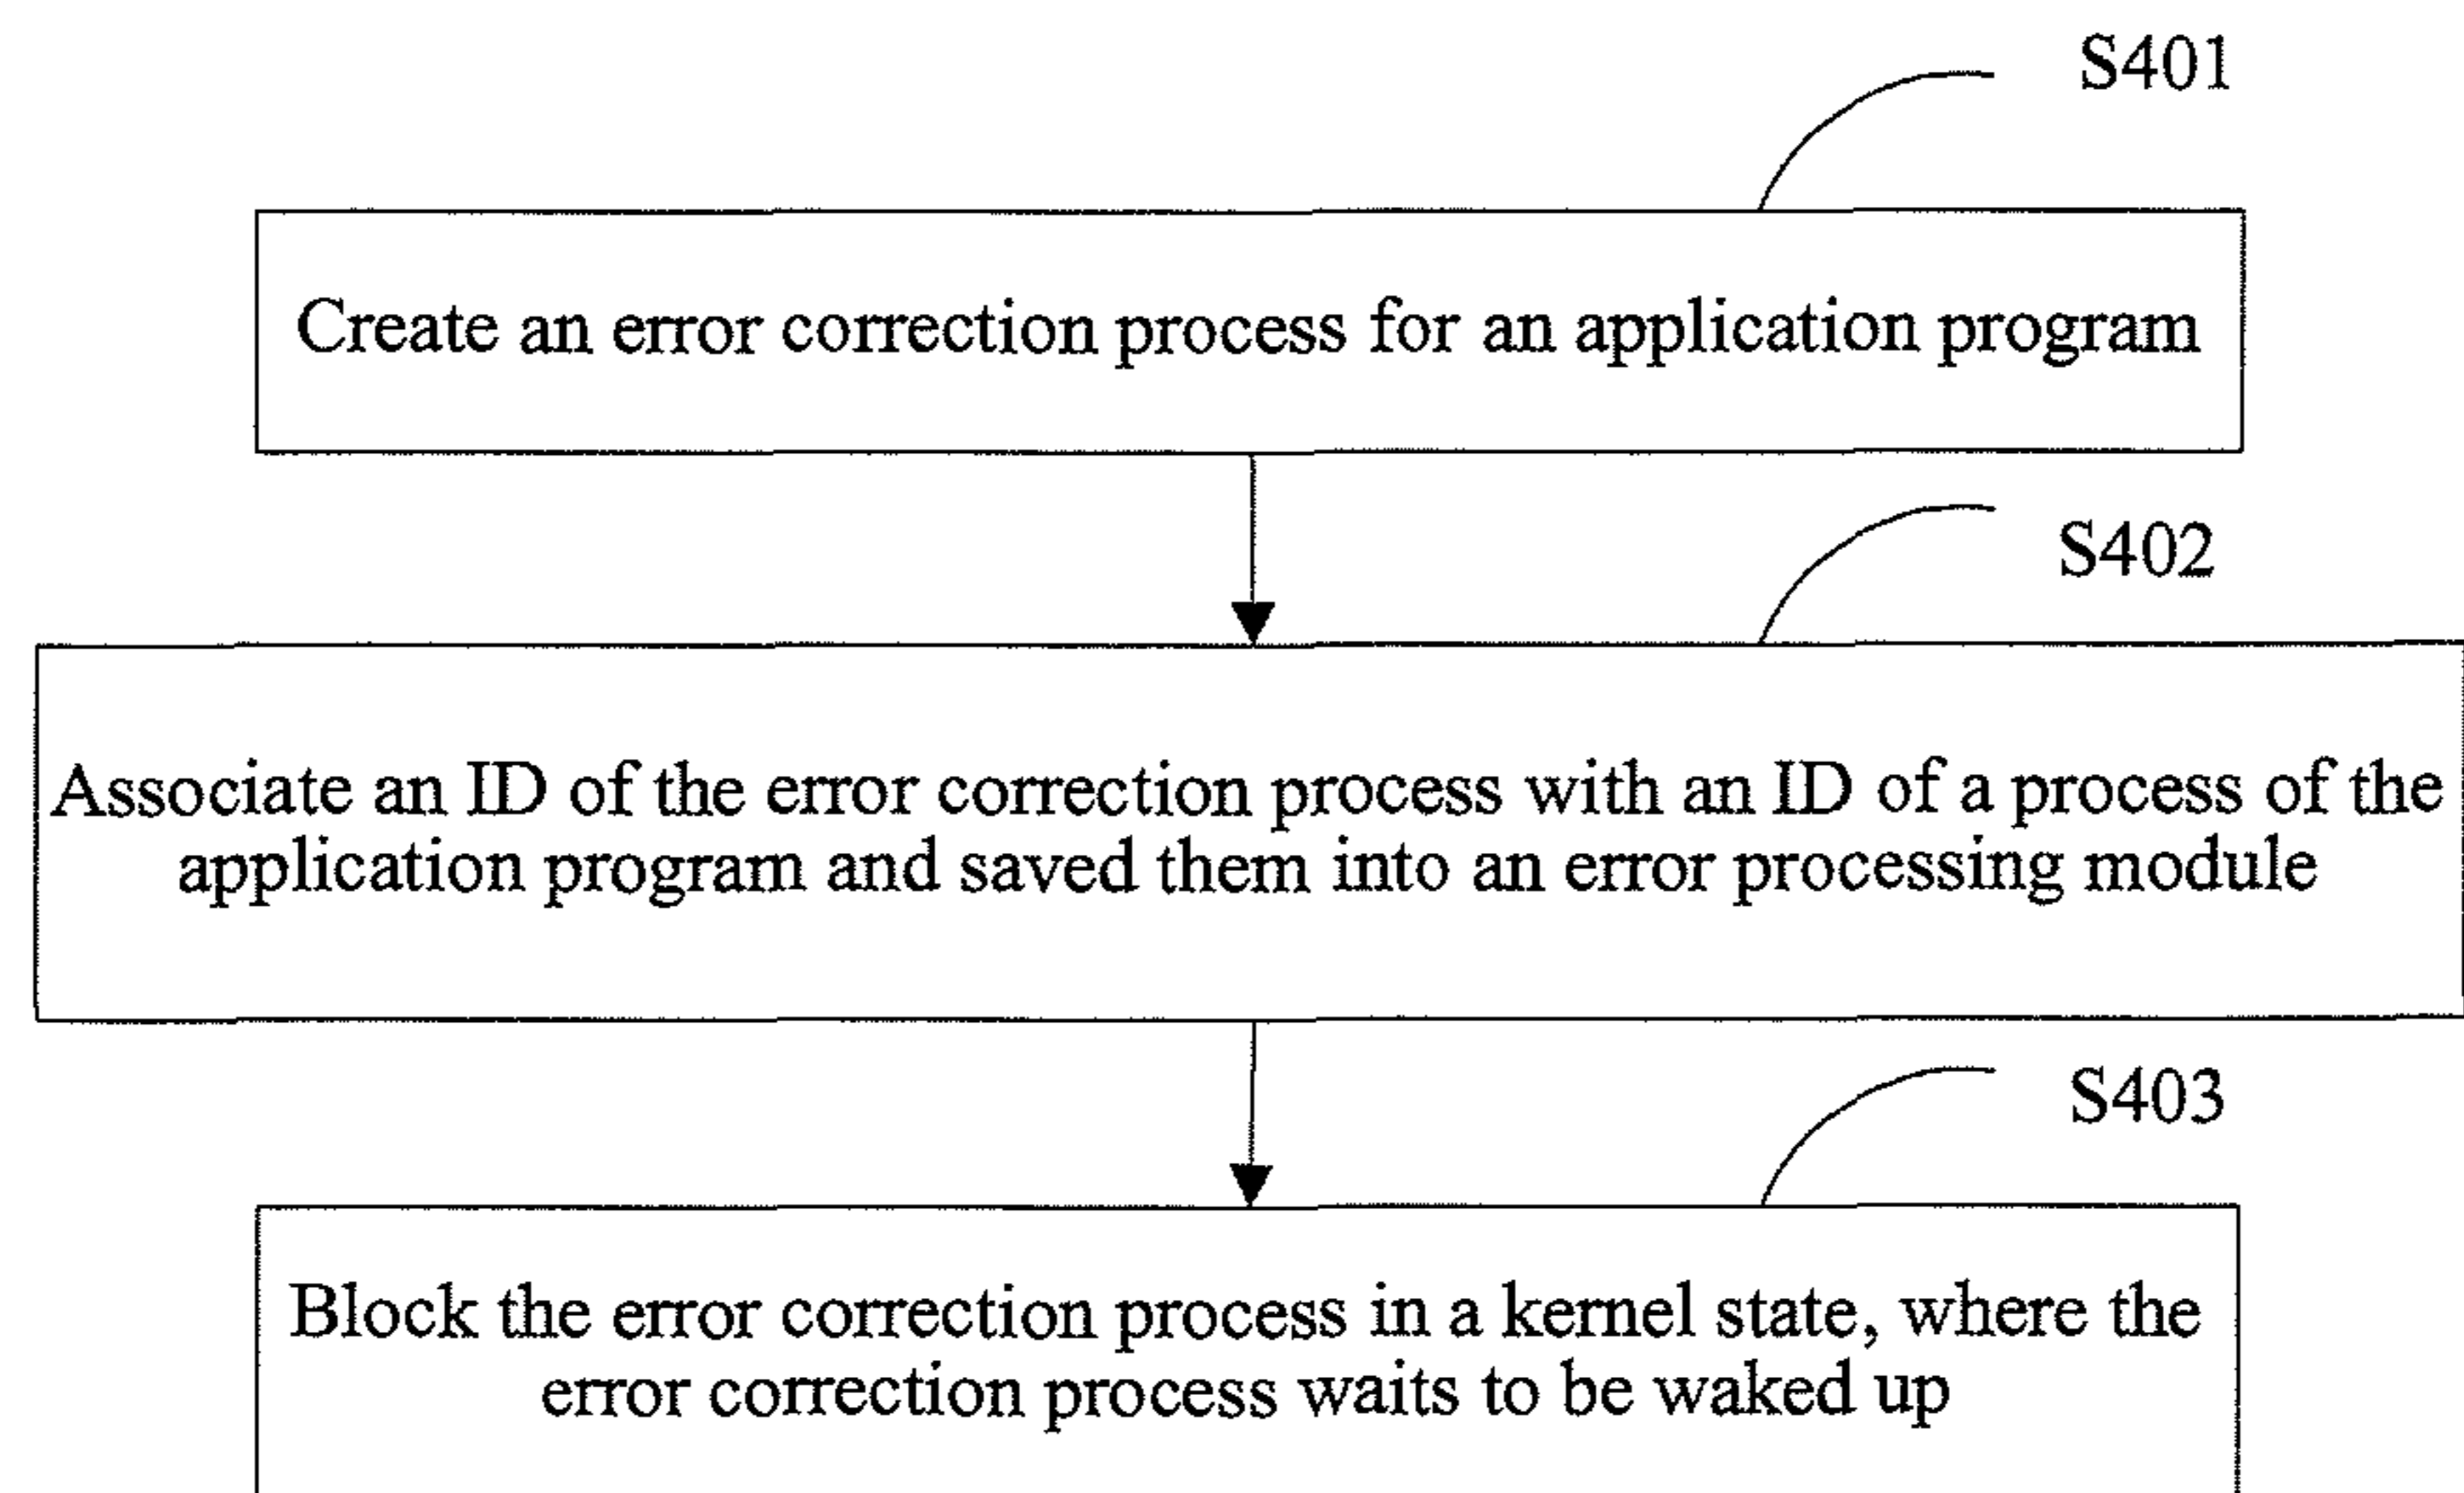 S401
Create an error correction process for an application program
S402
Associate an ID of the error correction process with an ID of a process of the
application program and saved them into an error processing module
S403
Block the error correction process in a kernel state, where the
error correction process waits to be waked up